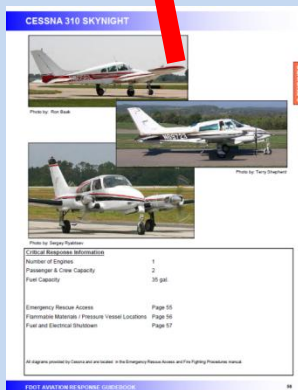 CESSNA 310 SKYNIGHT
Photo by: Ron Baak
Photo by: Terry Shepherd
Photo by: Sergey Ryabtsev
Critical Response Information
Number of Engines 1
Passenger & Crew Capacity 2
Fuel Capacity 35 gal.
Emergency Rescue Access Page 55
Flammable Materials / Pressure Vessel Locations Page 56
Fuel and Electrical Shutdown Page 57
All diagrams provided by Cessna and are located in the Emergency Rescue Access and Fire Fighting Procedures manual.
FDOT AVIATION RESPONSE GUIDEBOOK